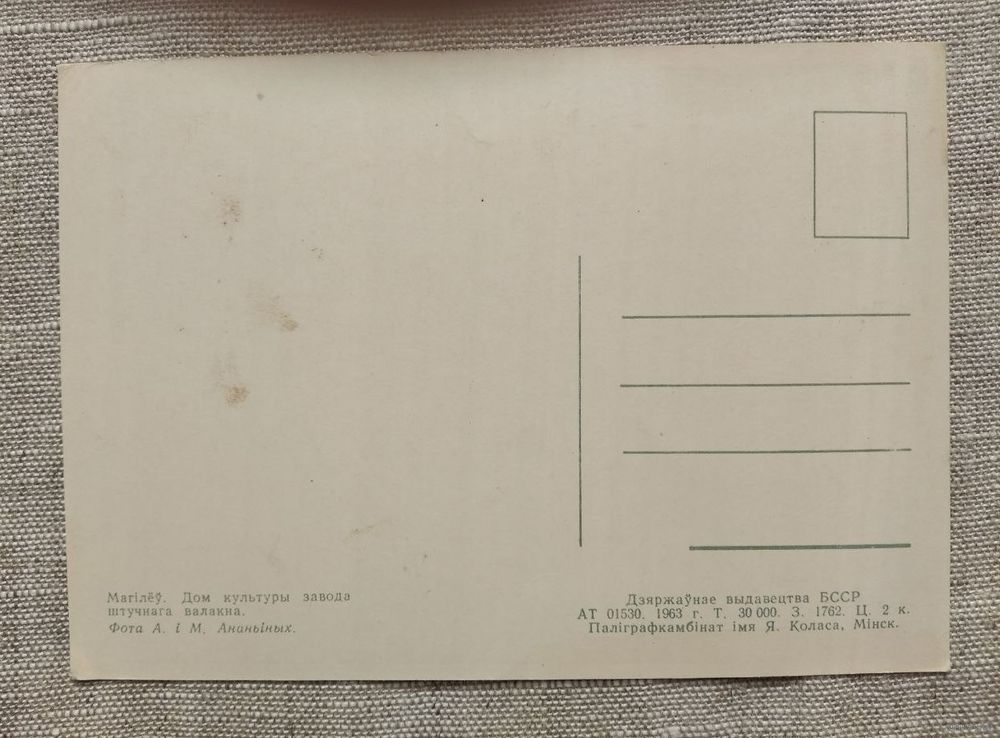 Магілёў. Дом культуры завода
штучнага валакна.
Фота А. і М. Ананьіных.
Дзяржаўнае выдавецтва БССР
АТ 01530. 1963 г. Т. 30 000. З. 1762. Ц. 2 к.
Паліграфкамбінат імя Я. Коласа, Мінск.